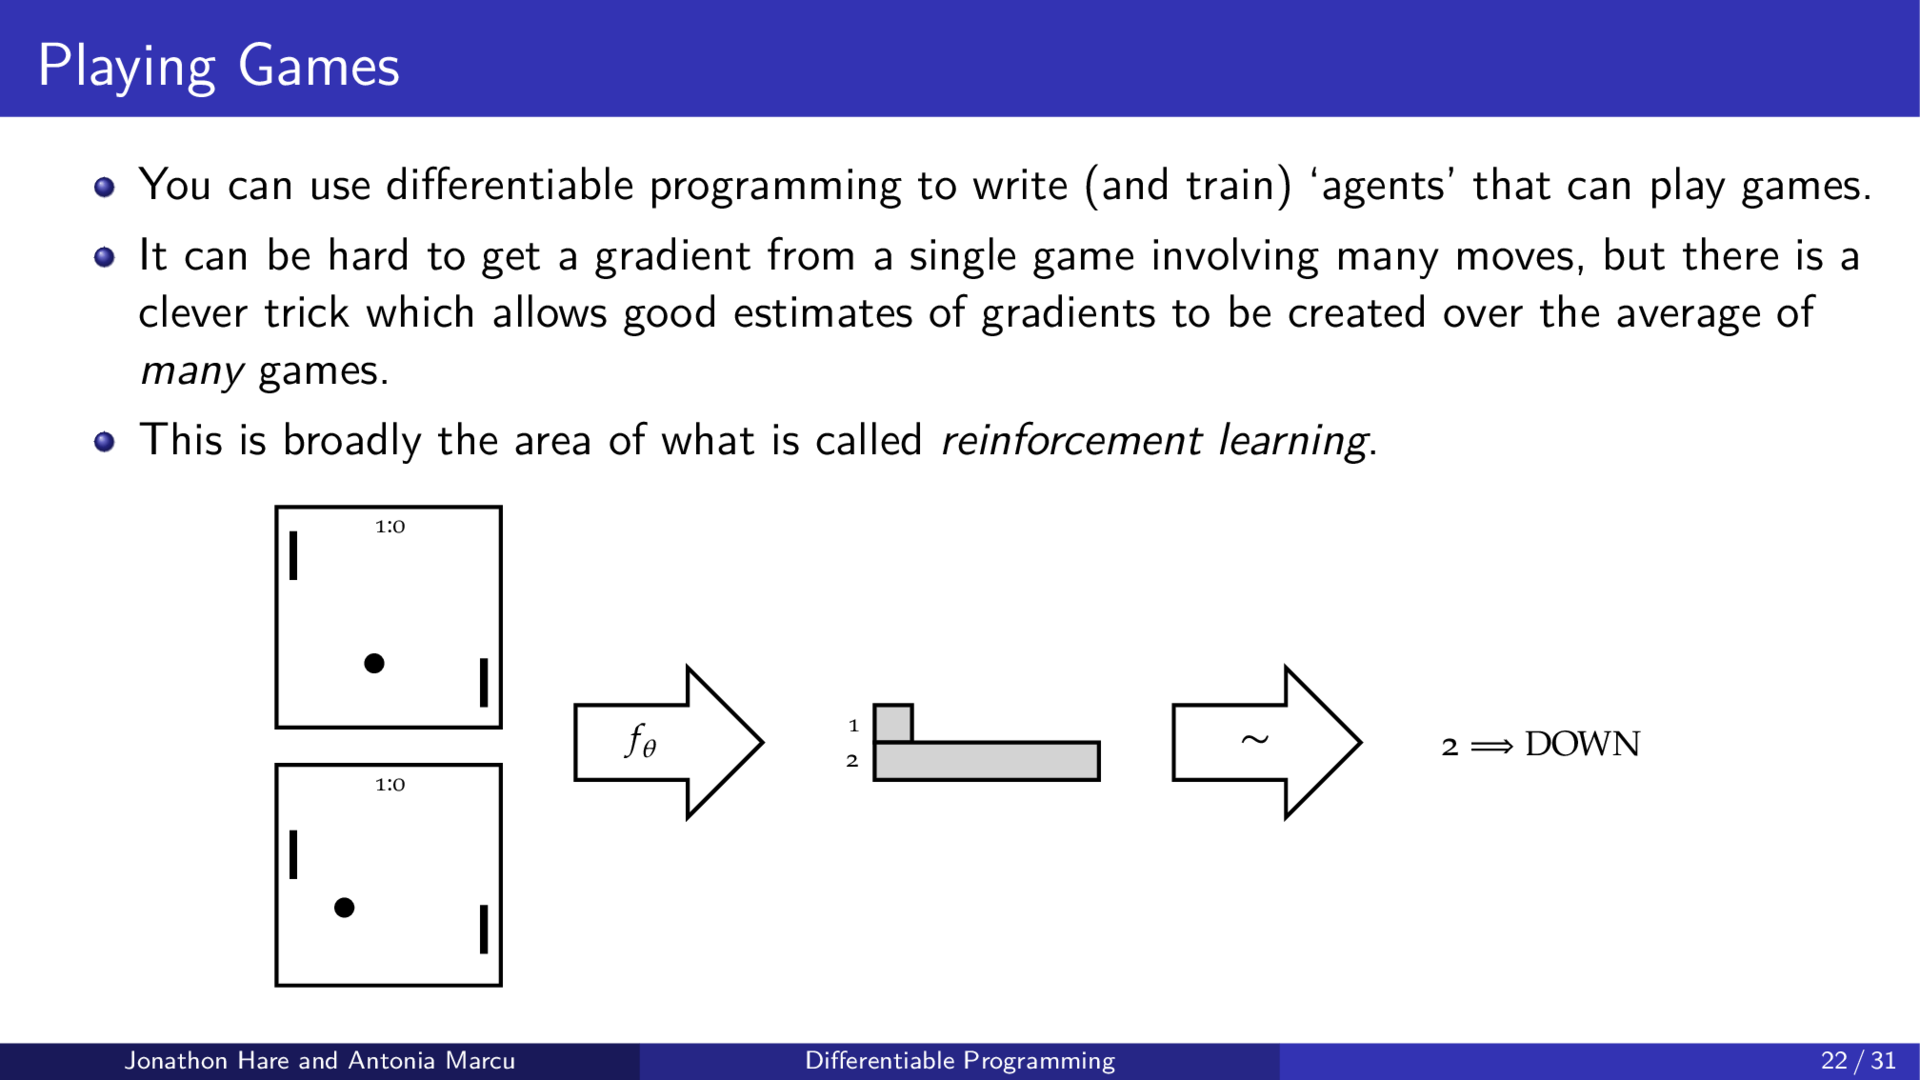 Playing Games
You can use differentiable programming to write (and train) ‘agents’ that can play games.
It can be hard to get a gradient from a single game involving many moves, but there is a
clever trick which allows good estimates of gradients to be created over the average of
many games.
This is broadly the area of what is called reinforcement learning.
1:0
1:0
fθ
1
2
∼
2 ⟹ DOWN
Jonathon Hare and Antonia Marcu
Differentiable Programming
22 / 31